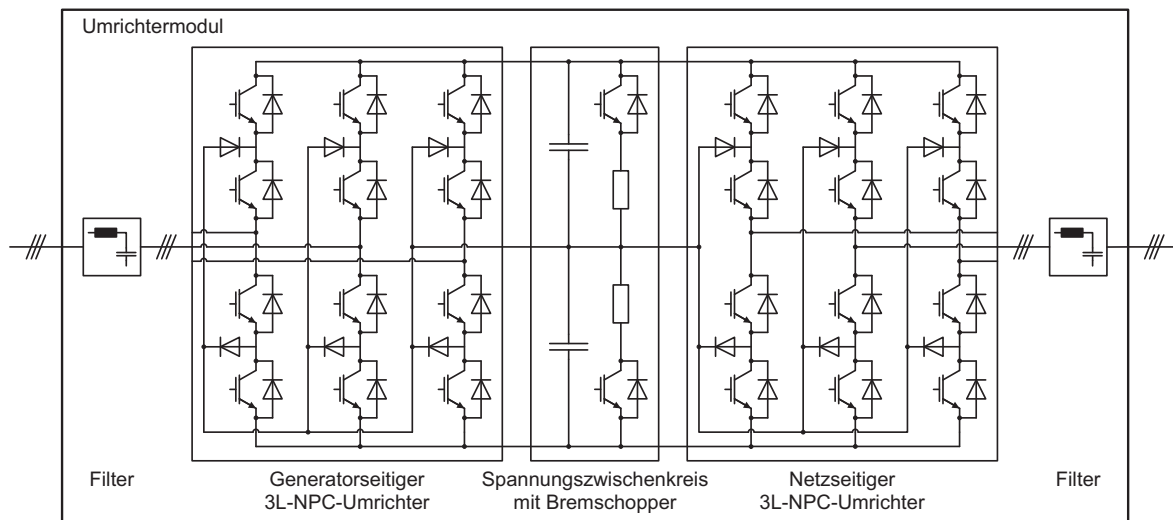 Umrichtermodul
Filter
Generatorseitiger
3L-NPC-Umrichter
Spannungszwischenkreis
mit Bremschopper
Netzseitiger
3L-NPC-Umrichter
Filter